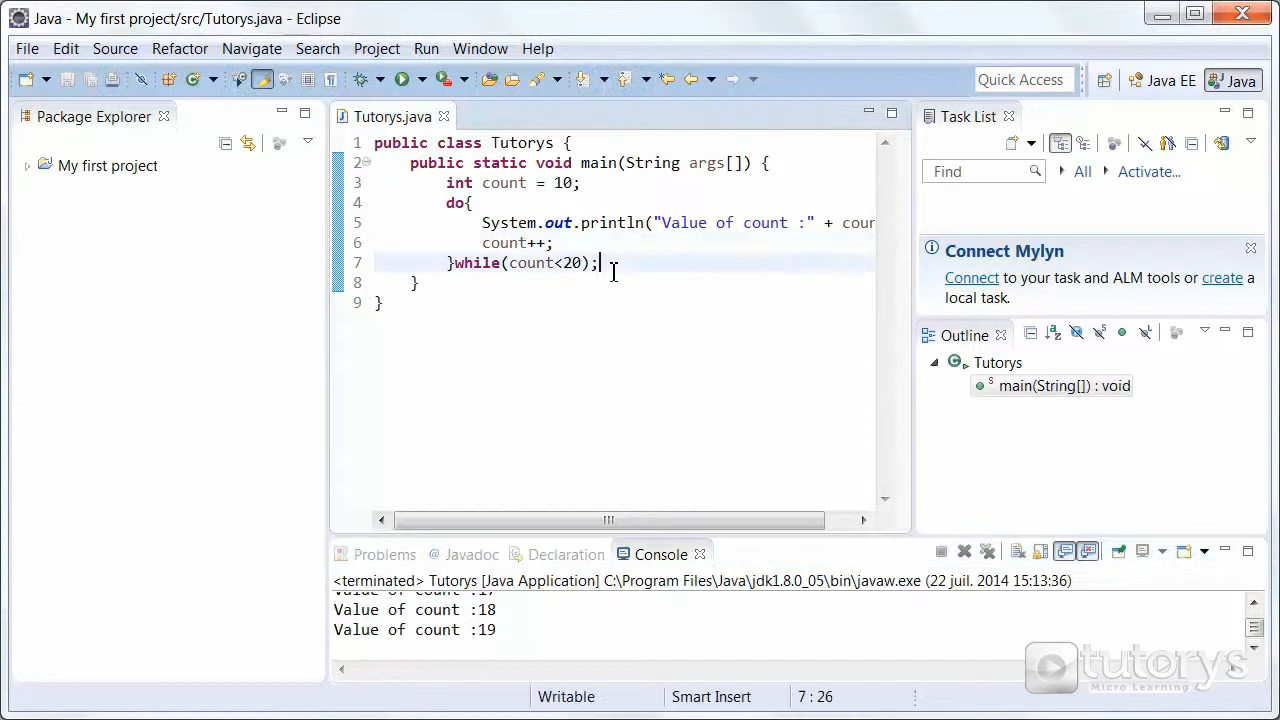 Java - My first project/src/Tutorys.java - Eclipse
File Edit Source Refactor Navigate Search Project Run Window Help
Quick Access
Java EE
Java
Package Explorer
My first project
Tutorys.java
1 public class Tutorys {
2 public static void main(String args[]) {
3 int count = 10;
4 do{
5 System.out.println("Value of count :" + coun
6 count++;
7 }while(count<20);
8 }
9 }
Task List
Find
All
Activate...
Connect Mylyn
Connect to your task and ALM tools or create a
local task.
Outline
Tutorys
main(String[]) : void
Problems @ Javadoc Declaration Console
<terminated> Tutorys [Java Application] C:\Program Files\Java\jdk1.8.0_05\bin\javaw.exe (22 juil. 2014 15:13:36)
Value of count :17
Value of count :18
Value of count :19
tutorys
Micro Learning
Writable
Smart Insert
7 : 26